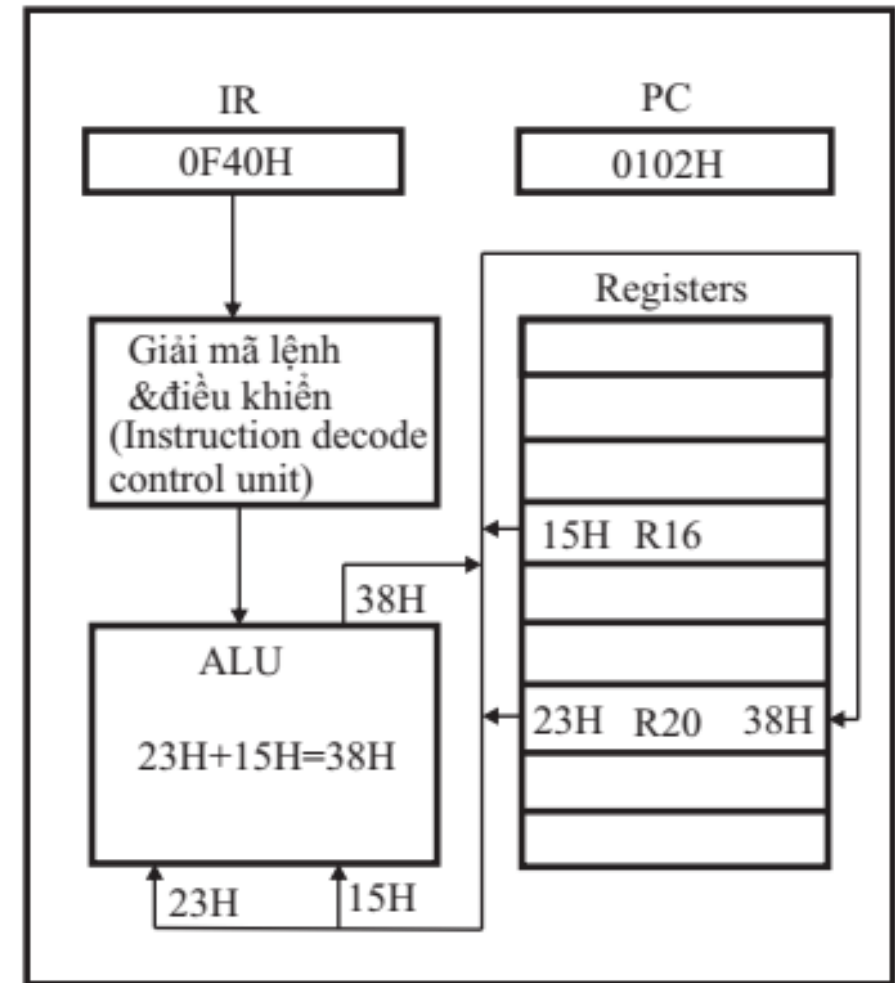 IR
0F40H
PC
0102H
Giải mã lệnh
&điều khiển
(Instruction decode
control unit)
Registers
15H R16
38H
ALU
23H+15H=38H
23H R20 38H
23H
15H